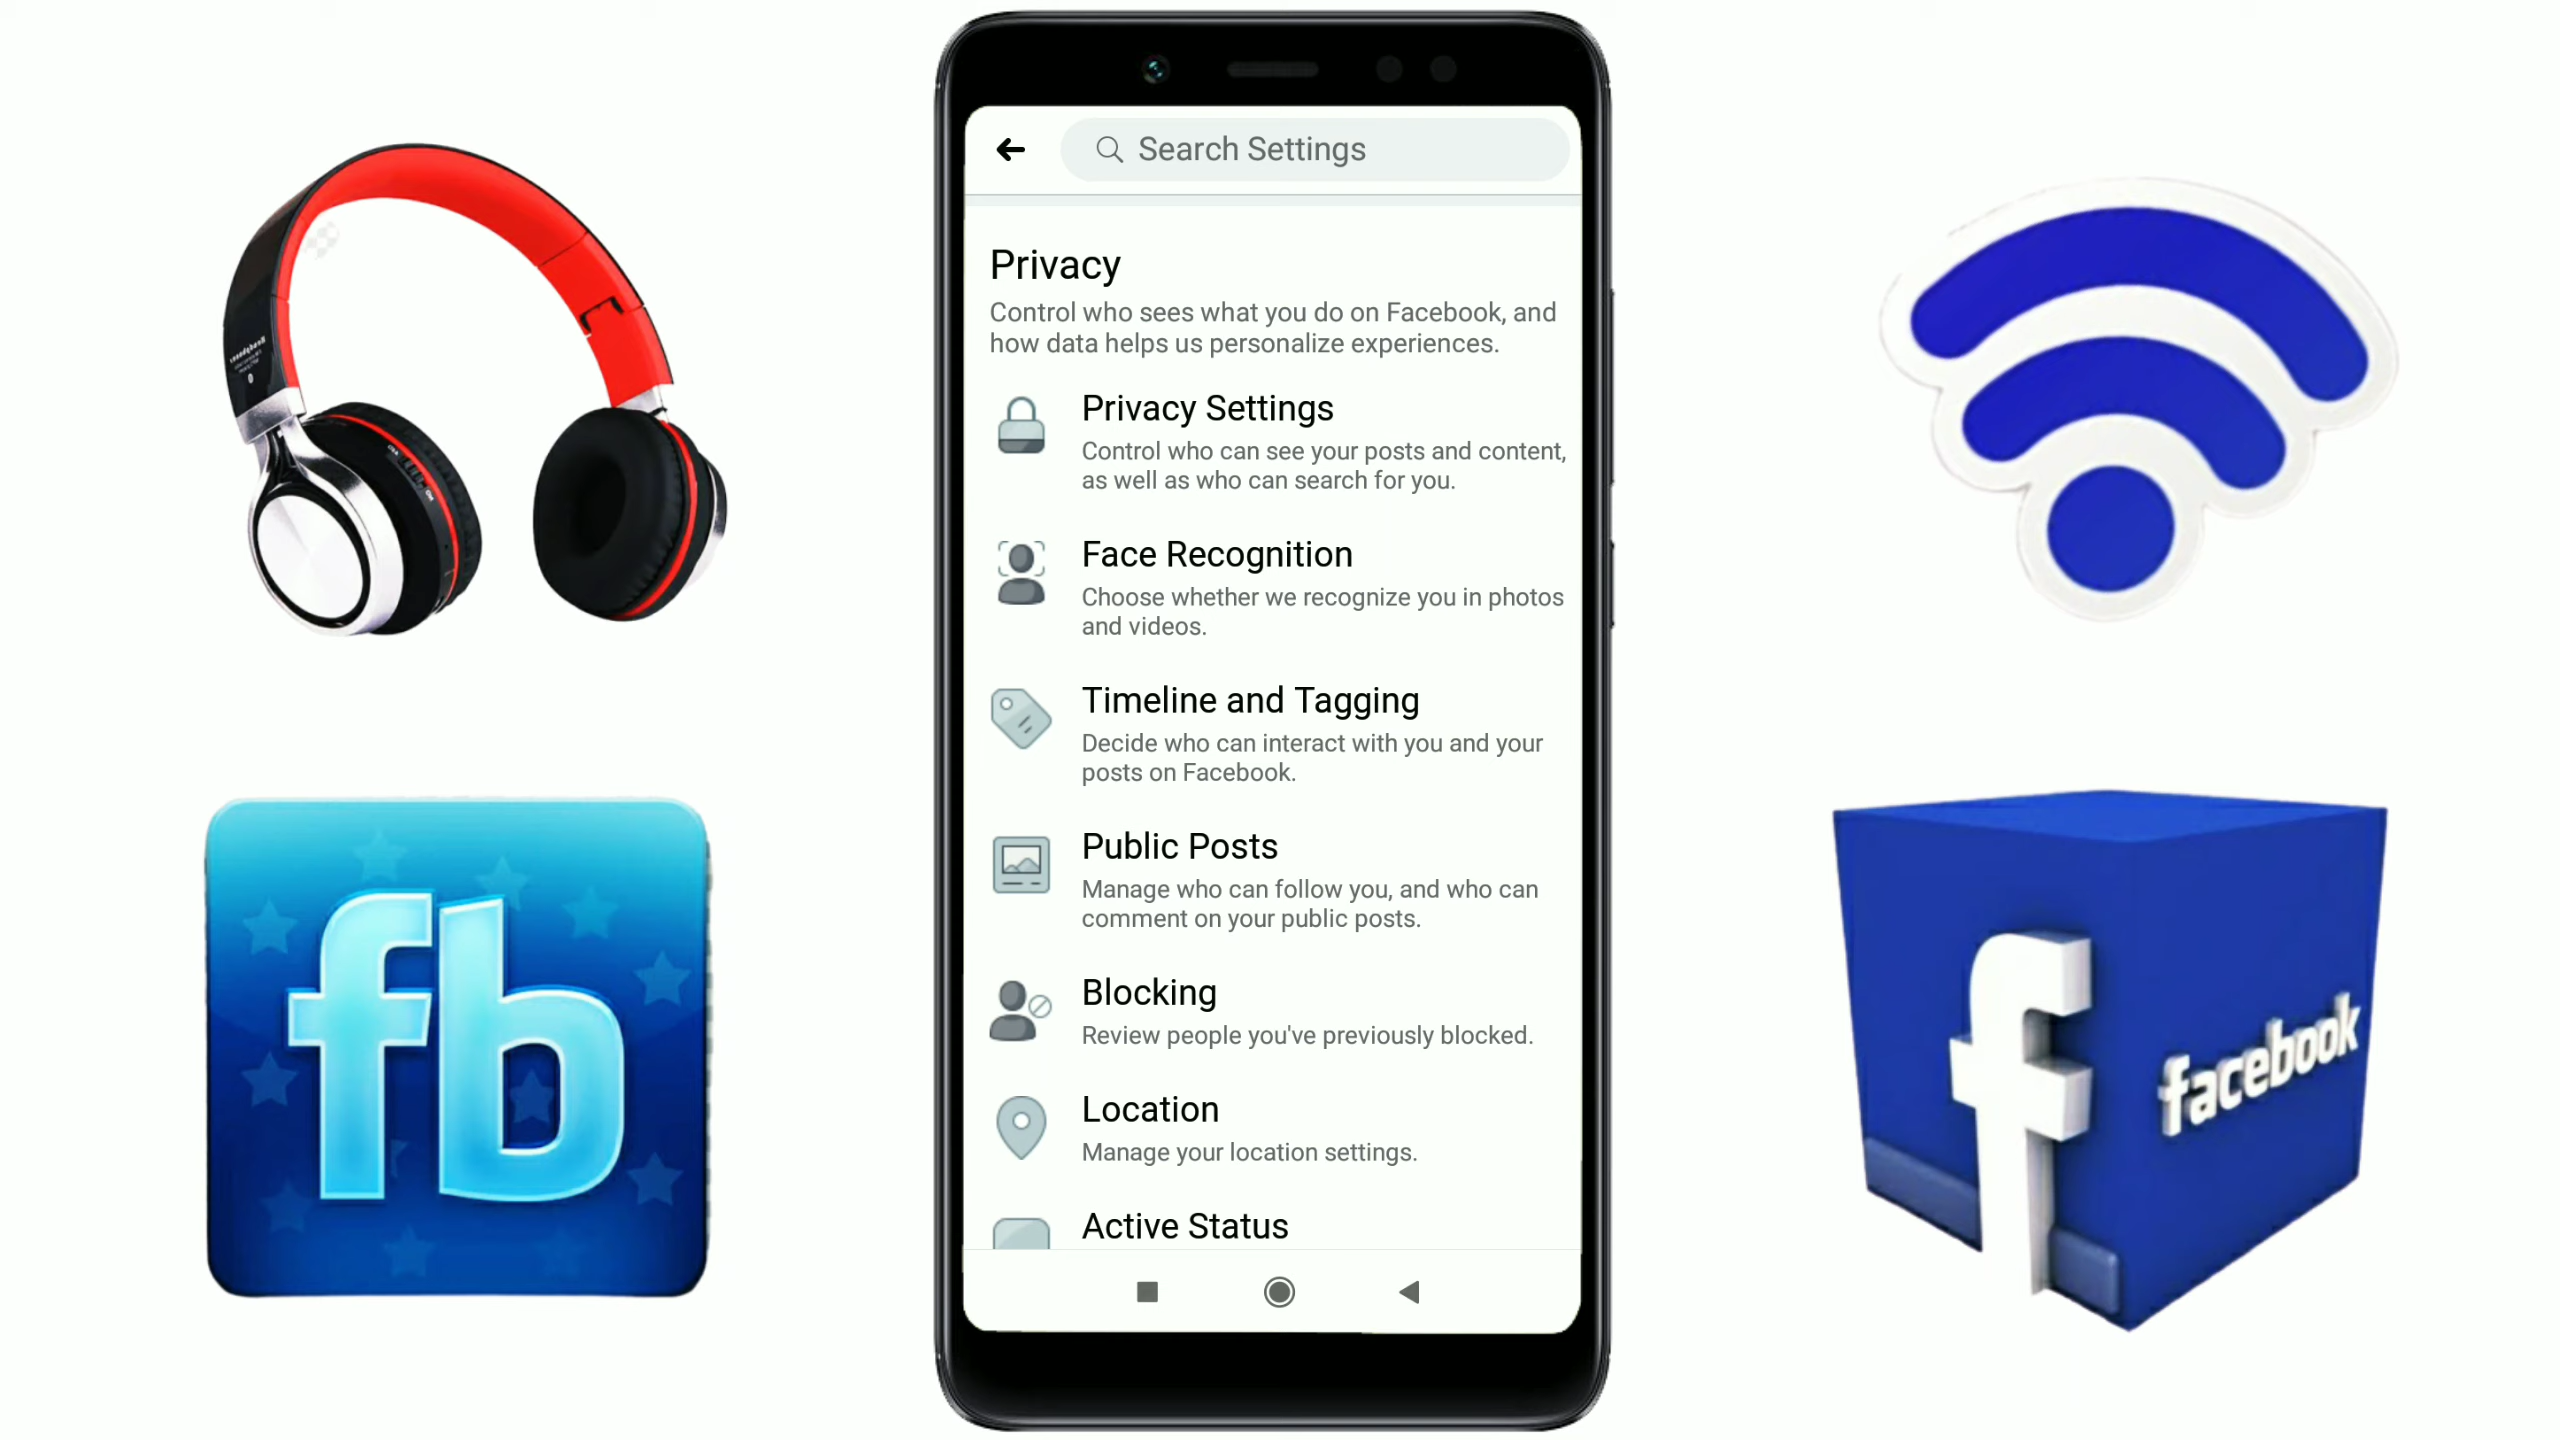 Search Settings
Privacy
Control who sees what you do on Facebook, and
how data helps us personalize experiences.
Privacy Settings
Control who can see your posts and content,
as well as who can search for you.
Face Recognition
Choose whether we recognize you in photos
and videos.
Timeline and Tagging
Decide who can interact with you and your
posts on Facebook.
Public Posts
Manage who can follow you, and who can
comment on your public posts.
Blocking
Review people you've previously blocked.
Location
Manage your location settings.
Active Status
fb
f
facebook